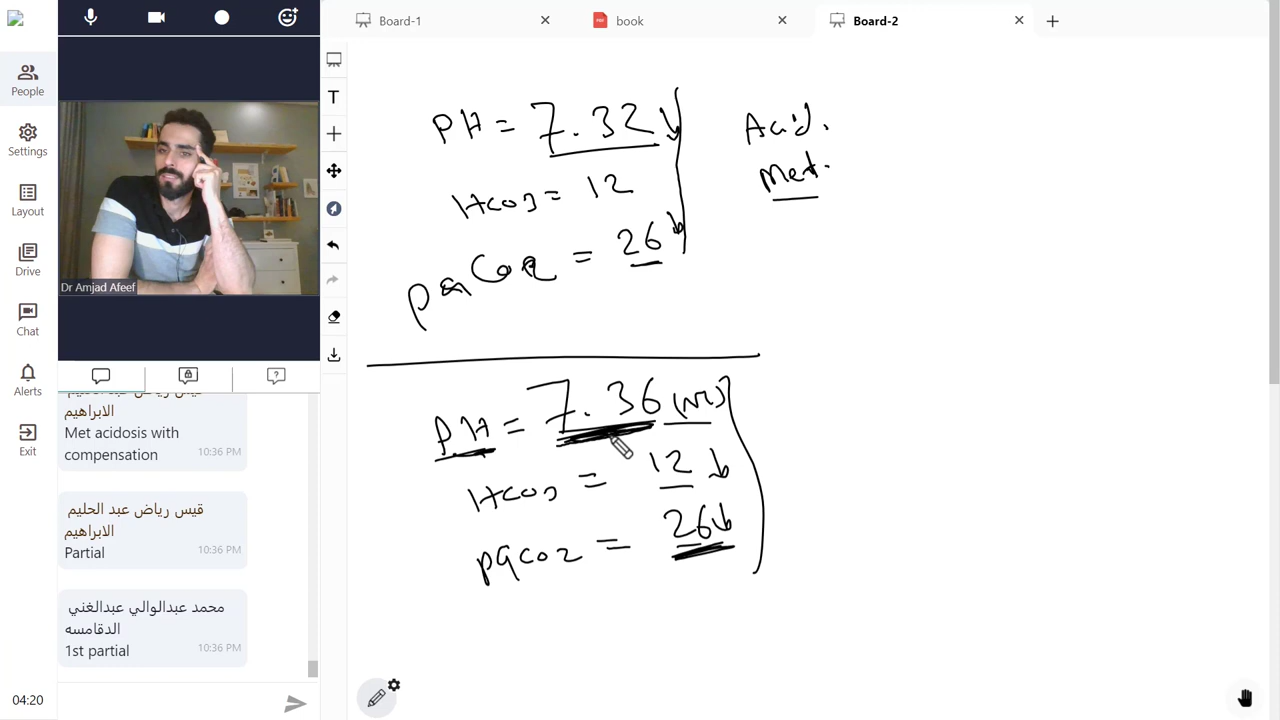 Board-1
book
Board-2
People
Settings
Layout
Drive
Chat
Alerts
Exit
04:20
Dr Amjad Afeef
الابراهيم
Met acidosis with
compensation
10:36 PM
قيس رياض عبد الحليم
الابراهيم
Partial
10:36 PM
محمد عبدالوالي عبدالغني
الدقامسه
1st partial
10:36 PM
T
PH = 7.32 ↓
Hco3 = 12
paCo2 = 26 ↓
Acid.
Met.
PH = 7.36
Hco3 = 12 ↓
paco2 = 26 ↓